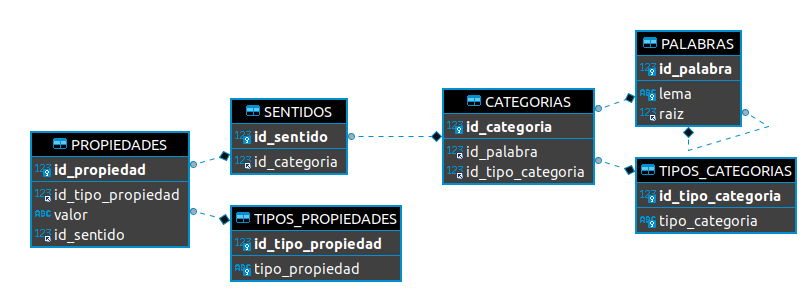 PROPIEDADES
123 id_propiedad
123 id_tipo_propiedad
ABC valor
123 id_sentido
SENTIDOS
123 id_sentido
123 id_categoria
TIPOS_PROPIEDADES
123 id_tipo_propiedad
ABC tipo_propiedad
CATEGORIAS
123 id_categoria
123 id_palabra
123 id_tipo_categoria
PALABRAS
123 id_palabra
ABC lema
123 raiz
TIPOS_CATEGORIAS
123 id_tipo_categoria
ABC tipo_categoria